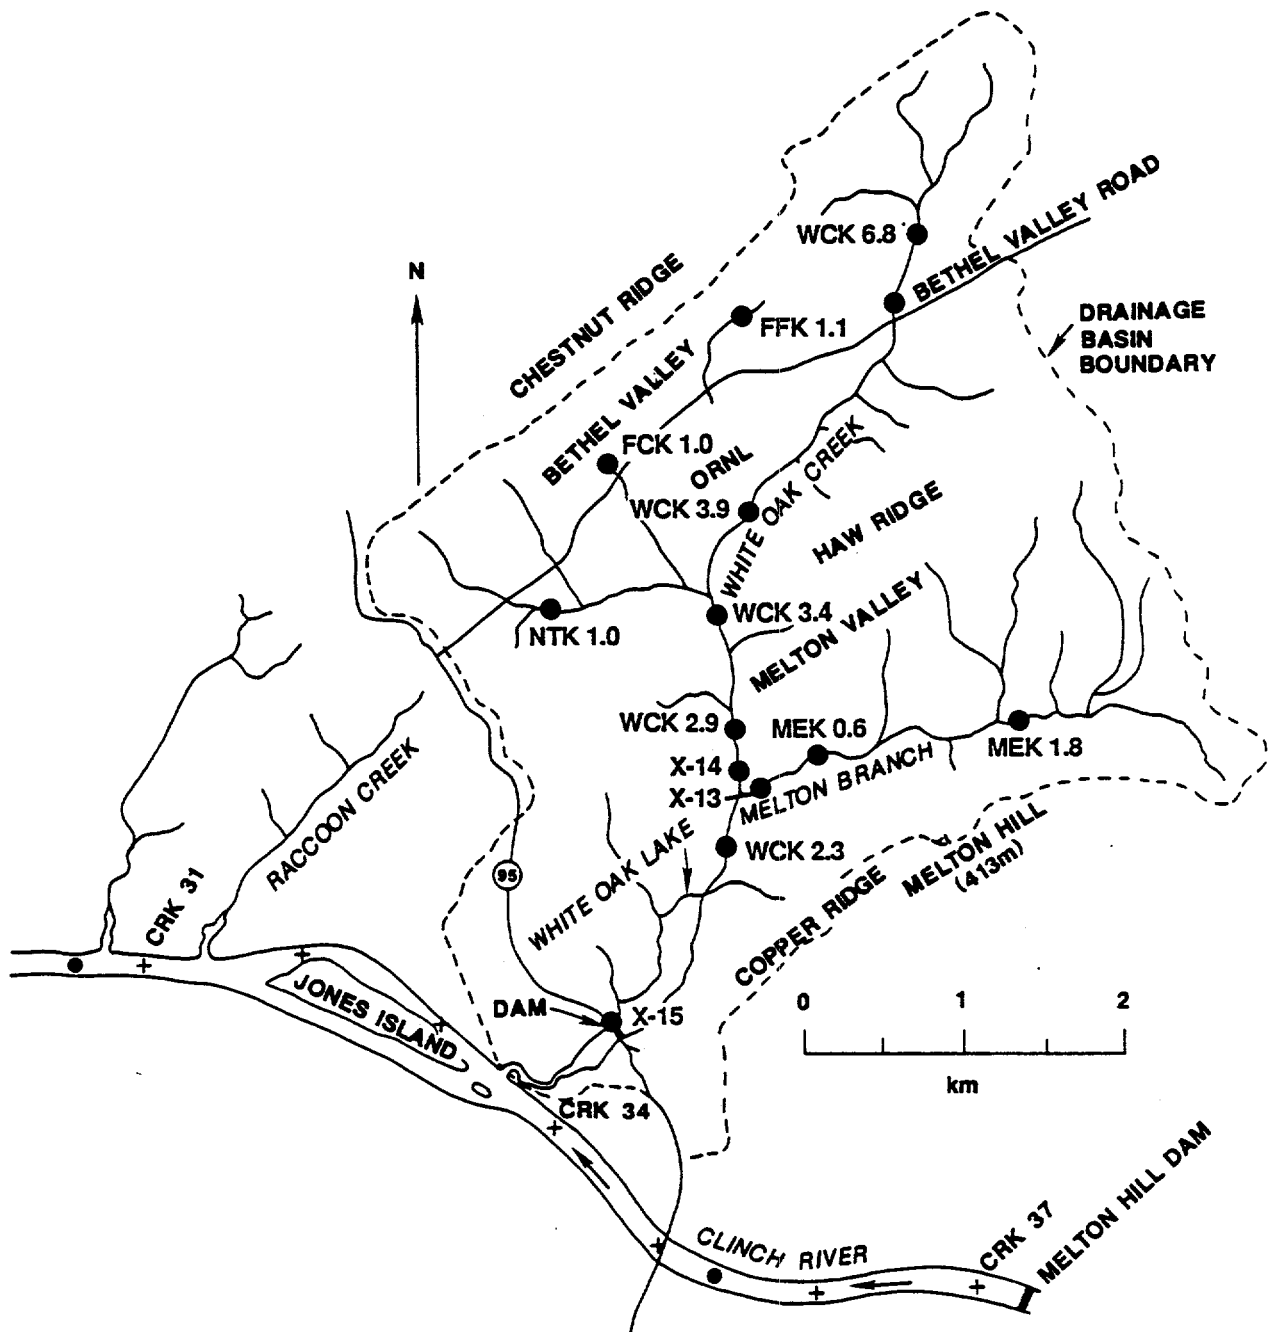 BETHEL VALLEY ROAD
WCK 6.8
N
CHESTNUT RIDGE
FFK 1.1
DRAINAGE
BASIN
BOUNDARY
BETHEL VALLEY
FCK 1.0
ORNL
WCK 3.9
WHITE OAK CREEK
HAW RIDGE
WCK 3.4
NTK 1.0
MELTON VALLEY
WCK 2.9
MEK 0.6
MEK 1.8
X-14
X-13
MELTON BRANCH
RACCOON CREEK
WCK 2.3
WHITE OAK LAKE
95
MELTON HILL
(413m)
COPPER RIDGE
CRK 31
JONES ISLAND
DAM
X-15
0 1 2
km
CRK 34
CLINCH RIVER
CRK 37
MELTON HILL DAM